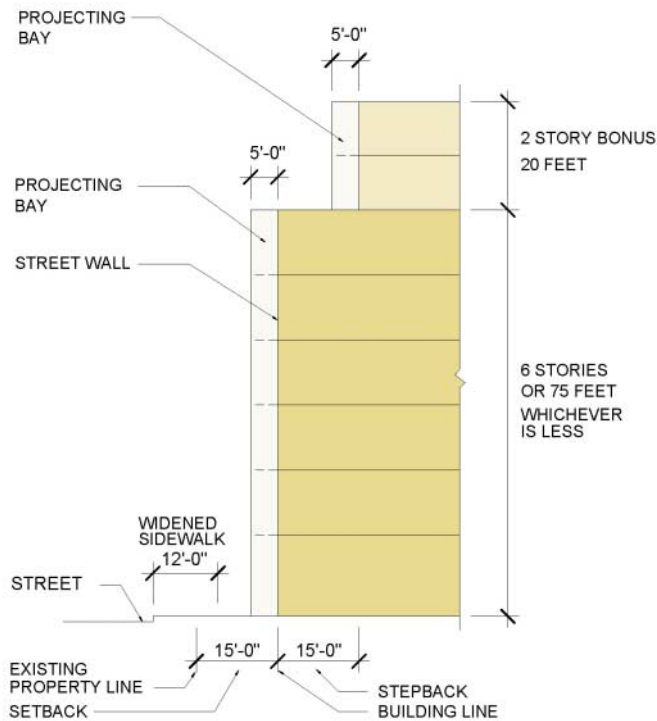 PROJECTING
BAY
5'-0"
2 STORY BONUS
20 FEET
5'-0"
PROJECTING
BAY
STREET WALL
6 STORIES
OR 75 FEET
WHICHEVER
IS LESS
WIDENED
SIDEWALK
12'-0"
STREET
15'-0"
15'-0"
EXISTING
PROPERTY LINE
SETBACK
STEPBACK
BUILDING LINE